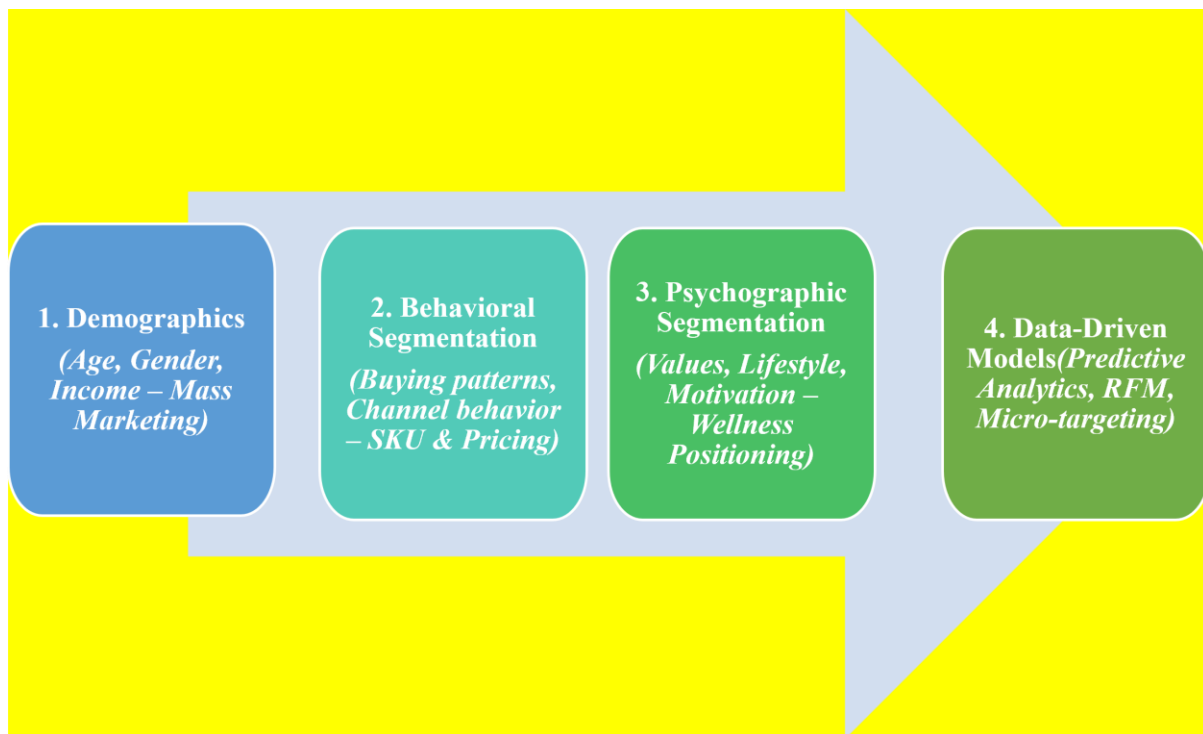 1. Demographics
(Age, Gender,
Income – Mass
Marketing)
2. Behavioral
Segmentation
(Buying patterns,
Channel behavior
– SKU & Pricing)
3. Psychographic
Segmentation
(Values, Lifestyle,
Motivation –
Wellness
Positioning)
4. Data-Driven
Models(Predictive
Analytics, RFM,
Micro-targeting)